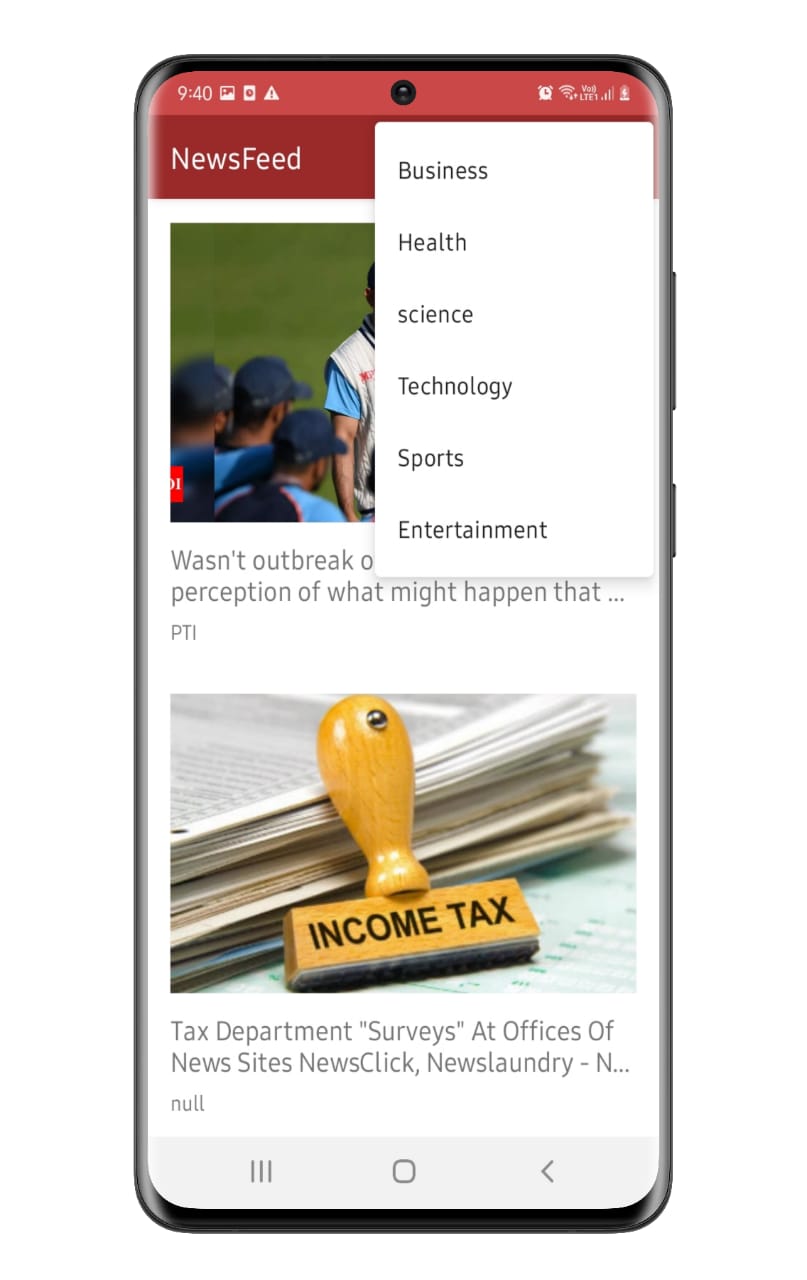 9:40
Vo))
LTE1
NewsFeed
Business
Health
science
Technology
Sports
Entertainment
DI
Wasn't outbreak o
perception of what might happen that ...
PTI
INCOME TAX
Tax Department "Surveys" At Offices Of
News Sites NewsClick, Newslaundry - N...
null